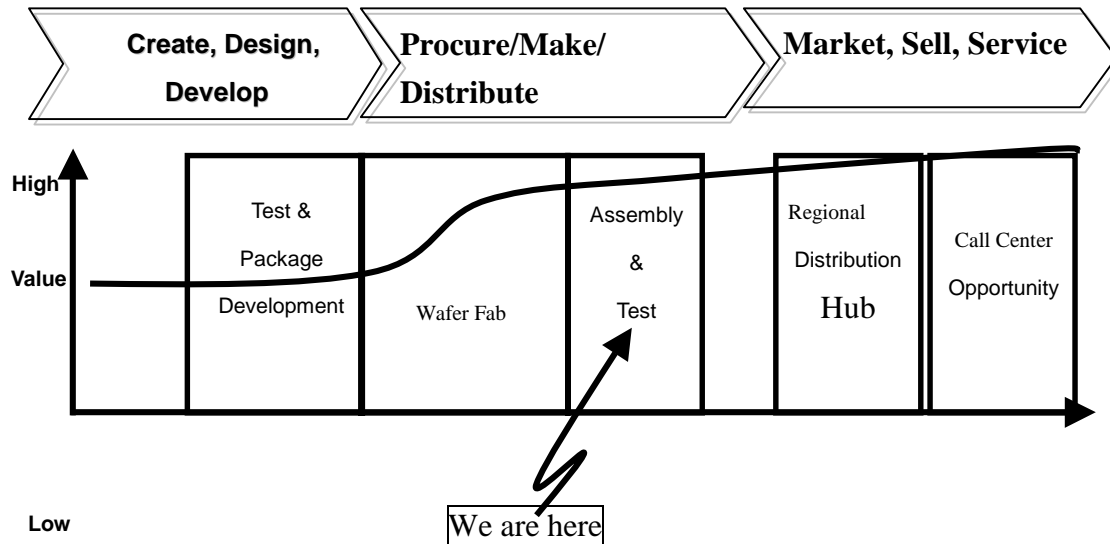 Create, Design,
Develop
Procure/Make/
Distribute
Market, Sell, Service
High
Value
Low
Test &
Package
Development
Wafer Fab
Assembly
&
Test
Regional
Distribution
Hub
Call Center
Opportunity
We are here